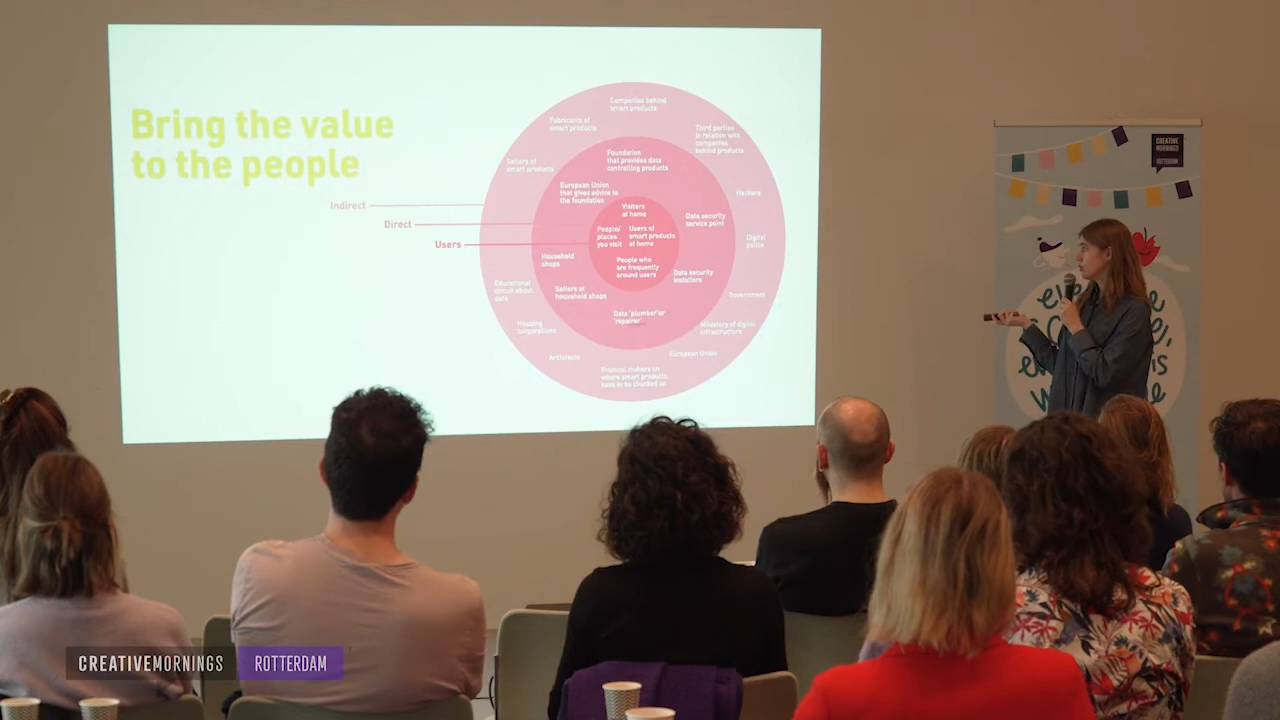 Bring the value
to the people
Indirect
Direct
Users
Companies behind
smart products
Fabricants of
smart products
Third parties
in relation with
companies
behind products
Sellers of
smart products
Hackers
Digital
police
Educational
circuit about
data
Government
Housing
corporations
Ministery of digital
infrastructure
Architects
European Union
where smart products
have to be checked on
Foundation
that provides data
controlling products
European Union
that gives advice to
the foundation
Data security
service point
Household
shops
Data security
installers
Sellers at
household shops
Data 'plumber' or
'repairer'
Visitors
at home
People/
places
you visit
Users of
smart products
at home
People who
are frequently
around users
CREATIVE
MORNINGS
ROTTERDAM
is
CREATIVEMORNINGS
ROTTERDAM